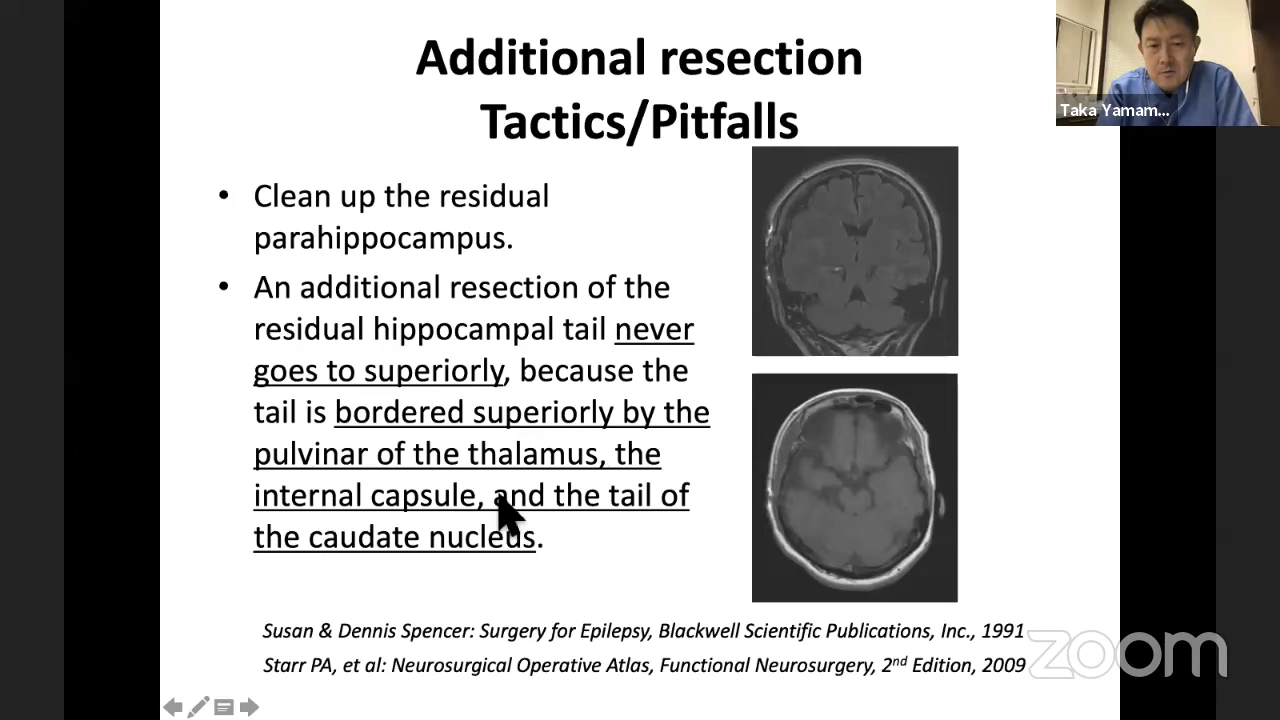 Additional resection
Tactics/Pitfalls
Taka Yamam...
• Clean up the residual
parahippocampus.
• An additional resection of the
residual hippocampal tail never
goes to superiorly, because the
tail is bordered superiorly by the
pulvinar of the thalamus, the
internal capsule, and the tail of
the caudate nucleus.
Susan & Dennis Spencer: Surgery for Epilepsy, Blackwell Scientific Publications, Inc., 1991
Starr PA, et al: Neurosurgical Operative Atlas, Functional Neurosurgery, 2nd Edition, 2009
zoom